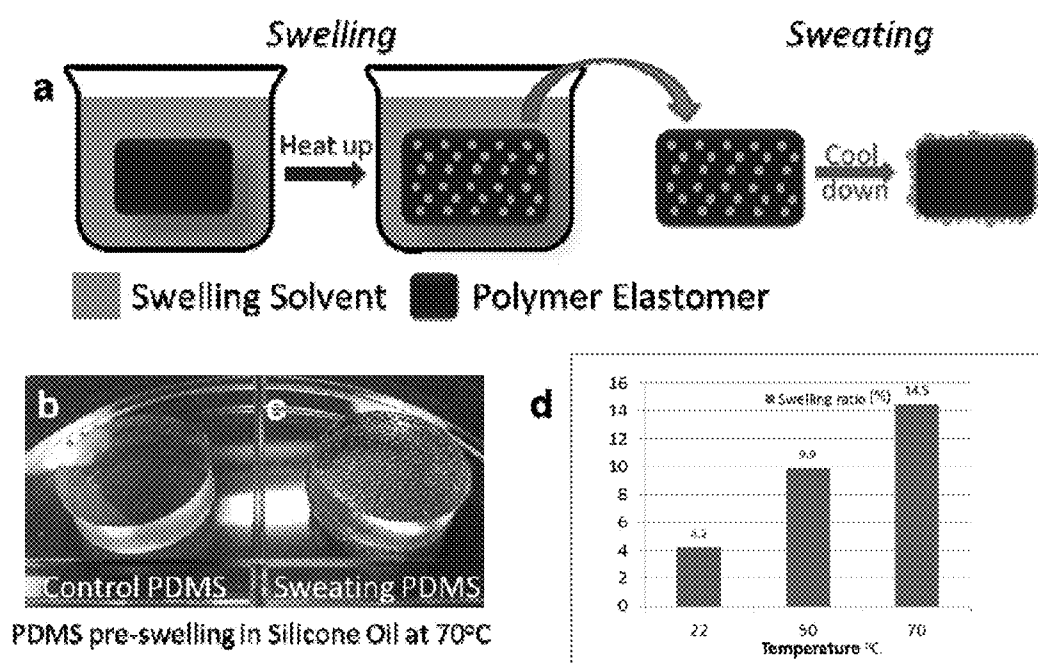 Swelling
Sweating
a
Heat up
Cool
down
Swelling Solvent
Polymer Elastomer
b
c
Control PDMS
Sweating PDMS
PDMS pre-swelling in Silicone Oil at 70°C
d
Swelling ratio (%)
16
14
12
10
8
6
4
2
0
9.9
14.5
22
50
70
Temperature °C